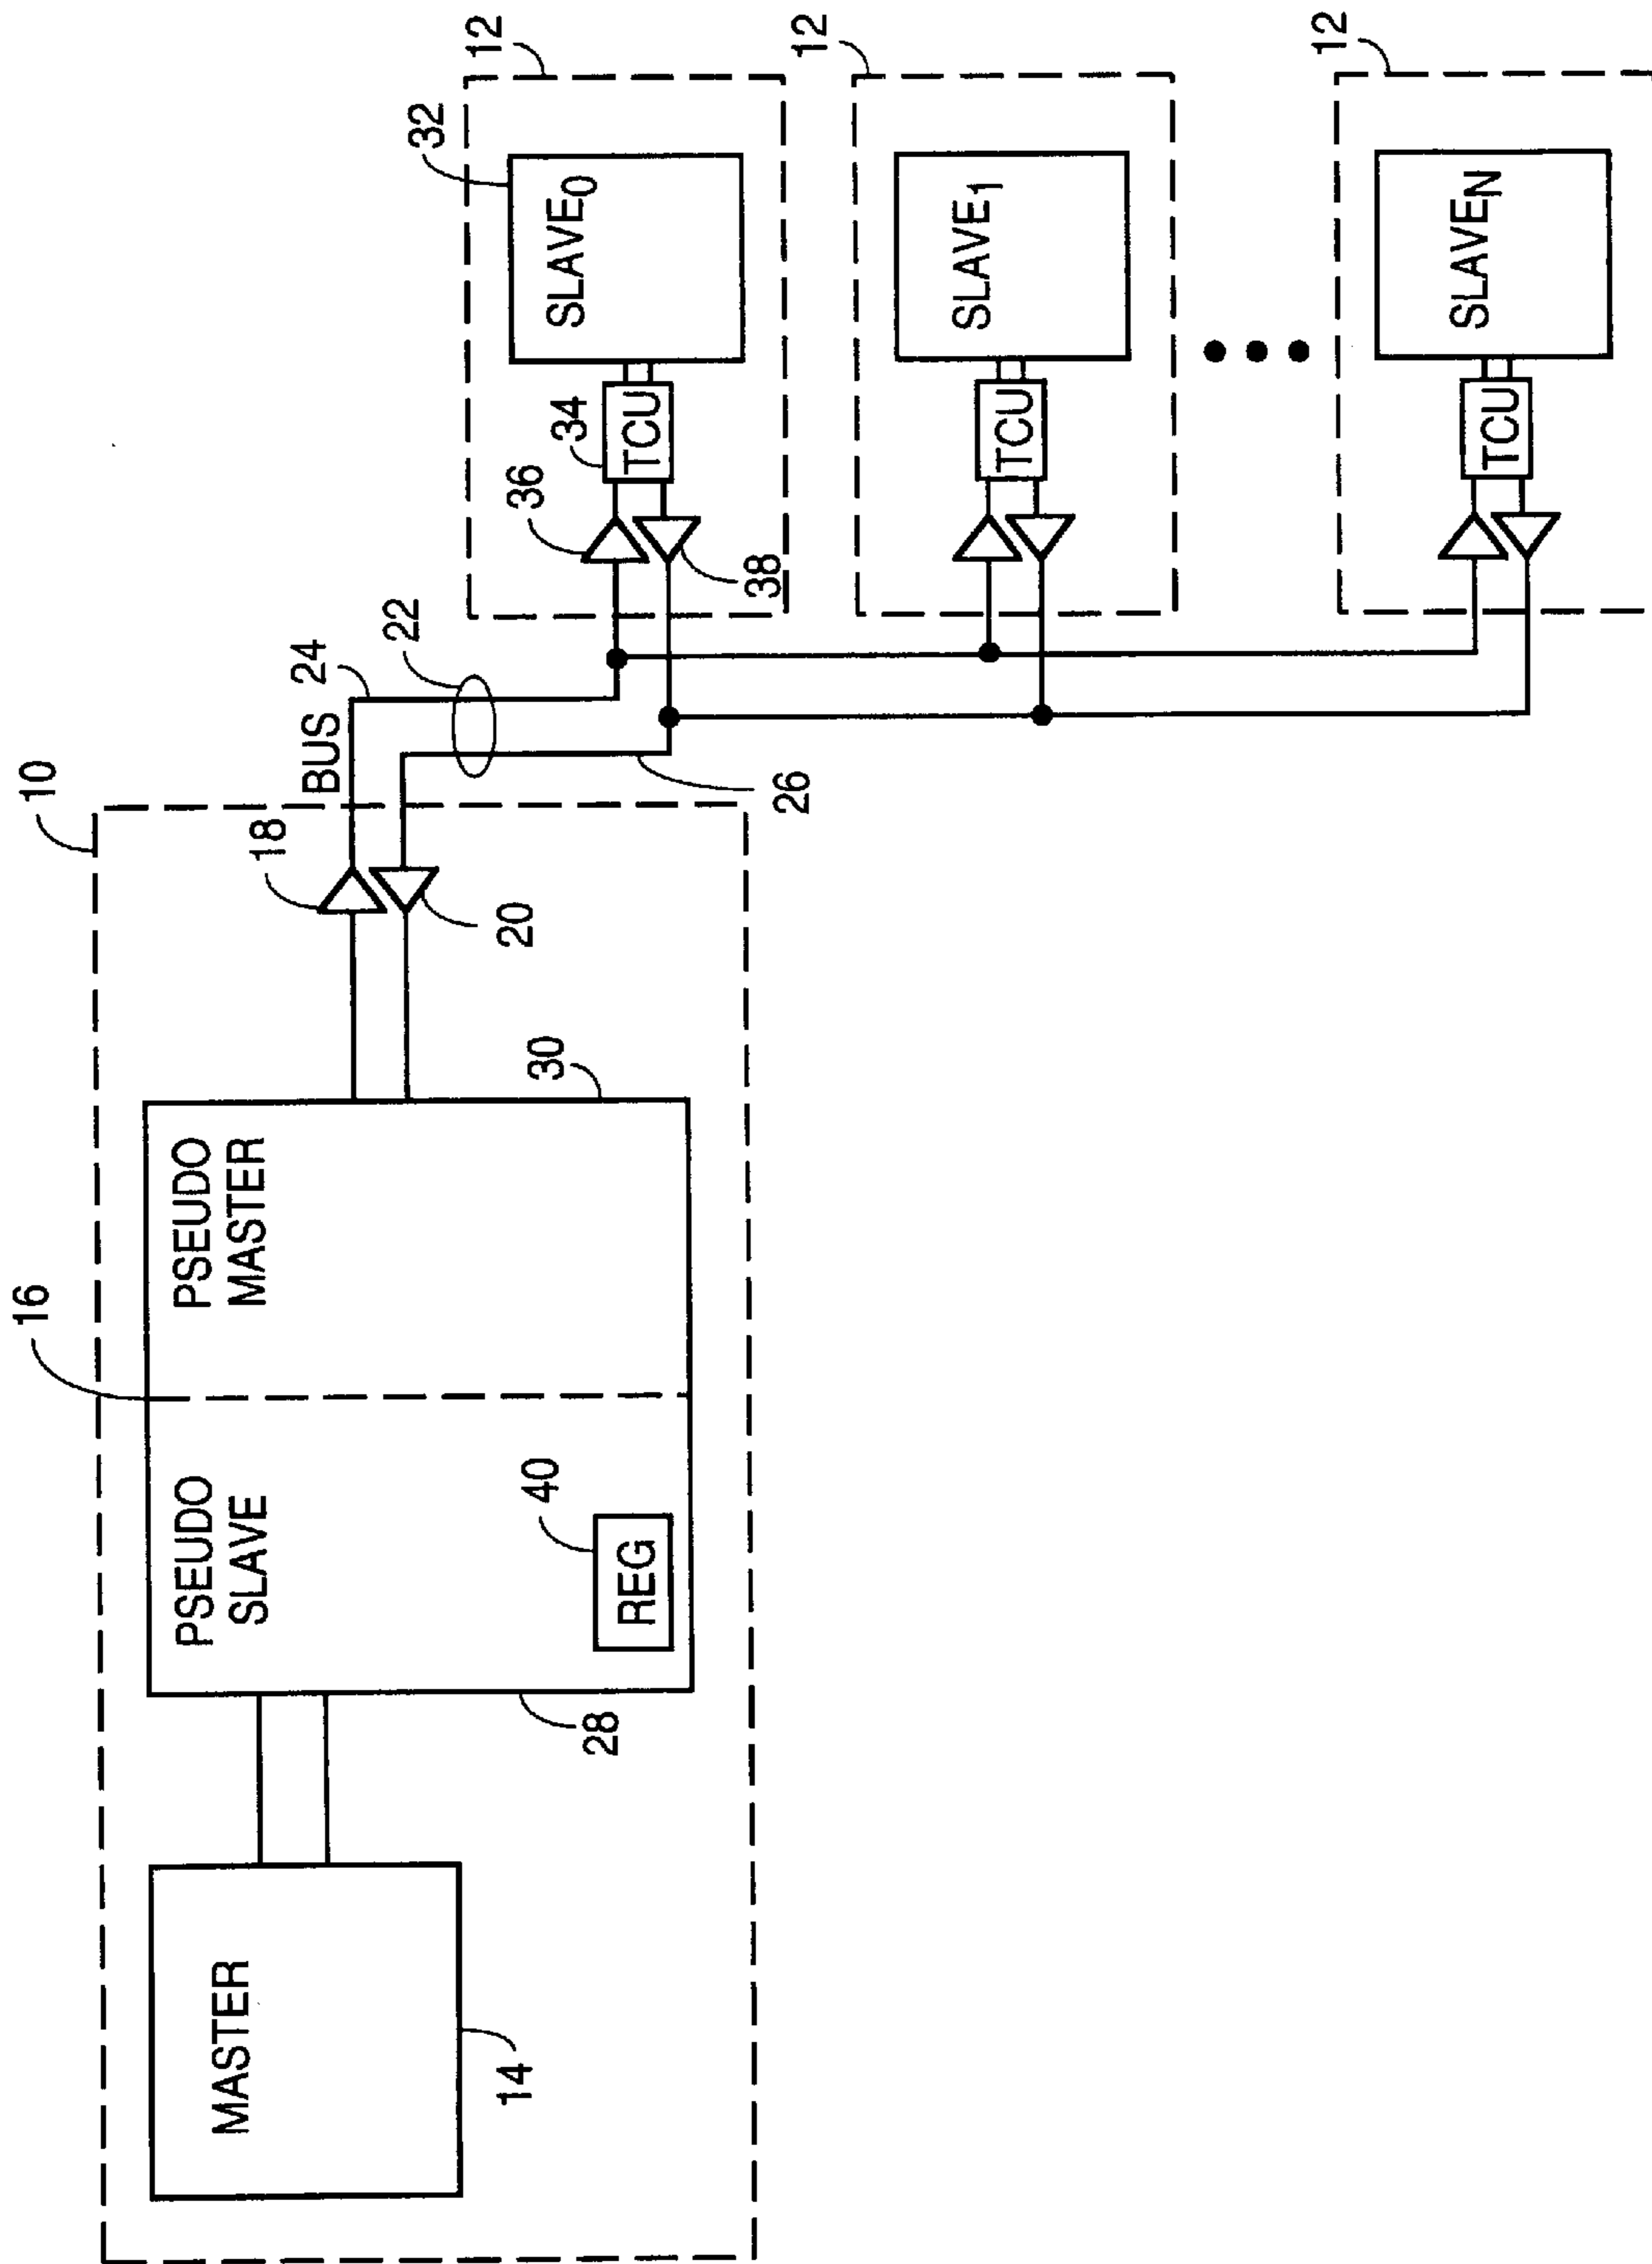 10
16
MASTER
14
PSEUDO
SLAVE
REG
40
28
PSEUDO
MASTER
30
18
20
BUS
24
22
26
12
SLAVE0
32
TCU
34
36
38
12
SLAVE1
TCU
12
SLAVEN
TCU